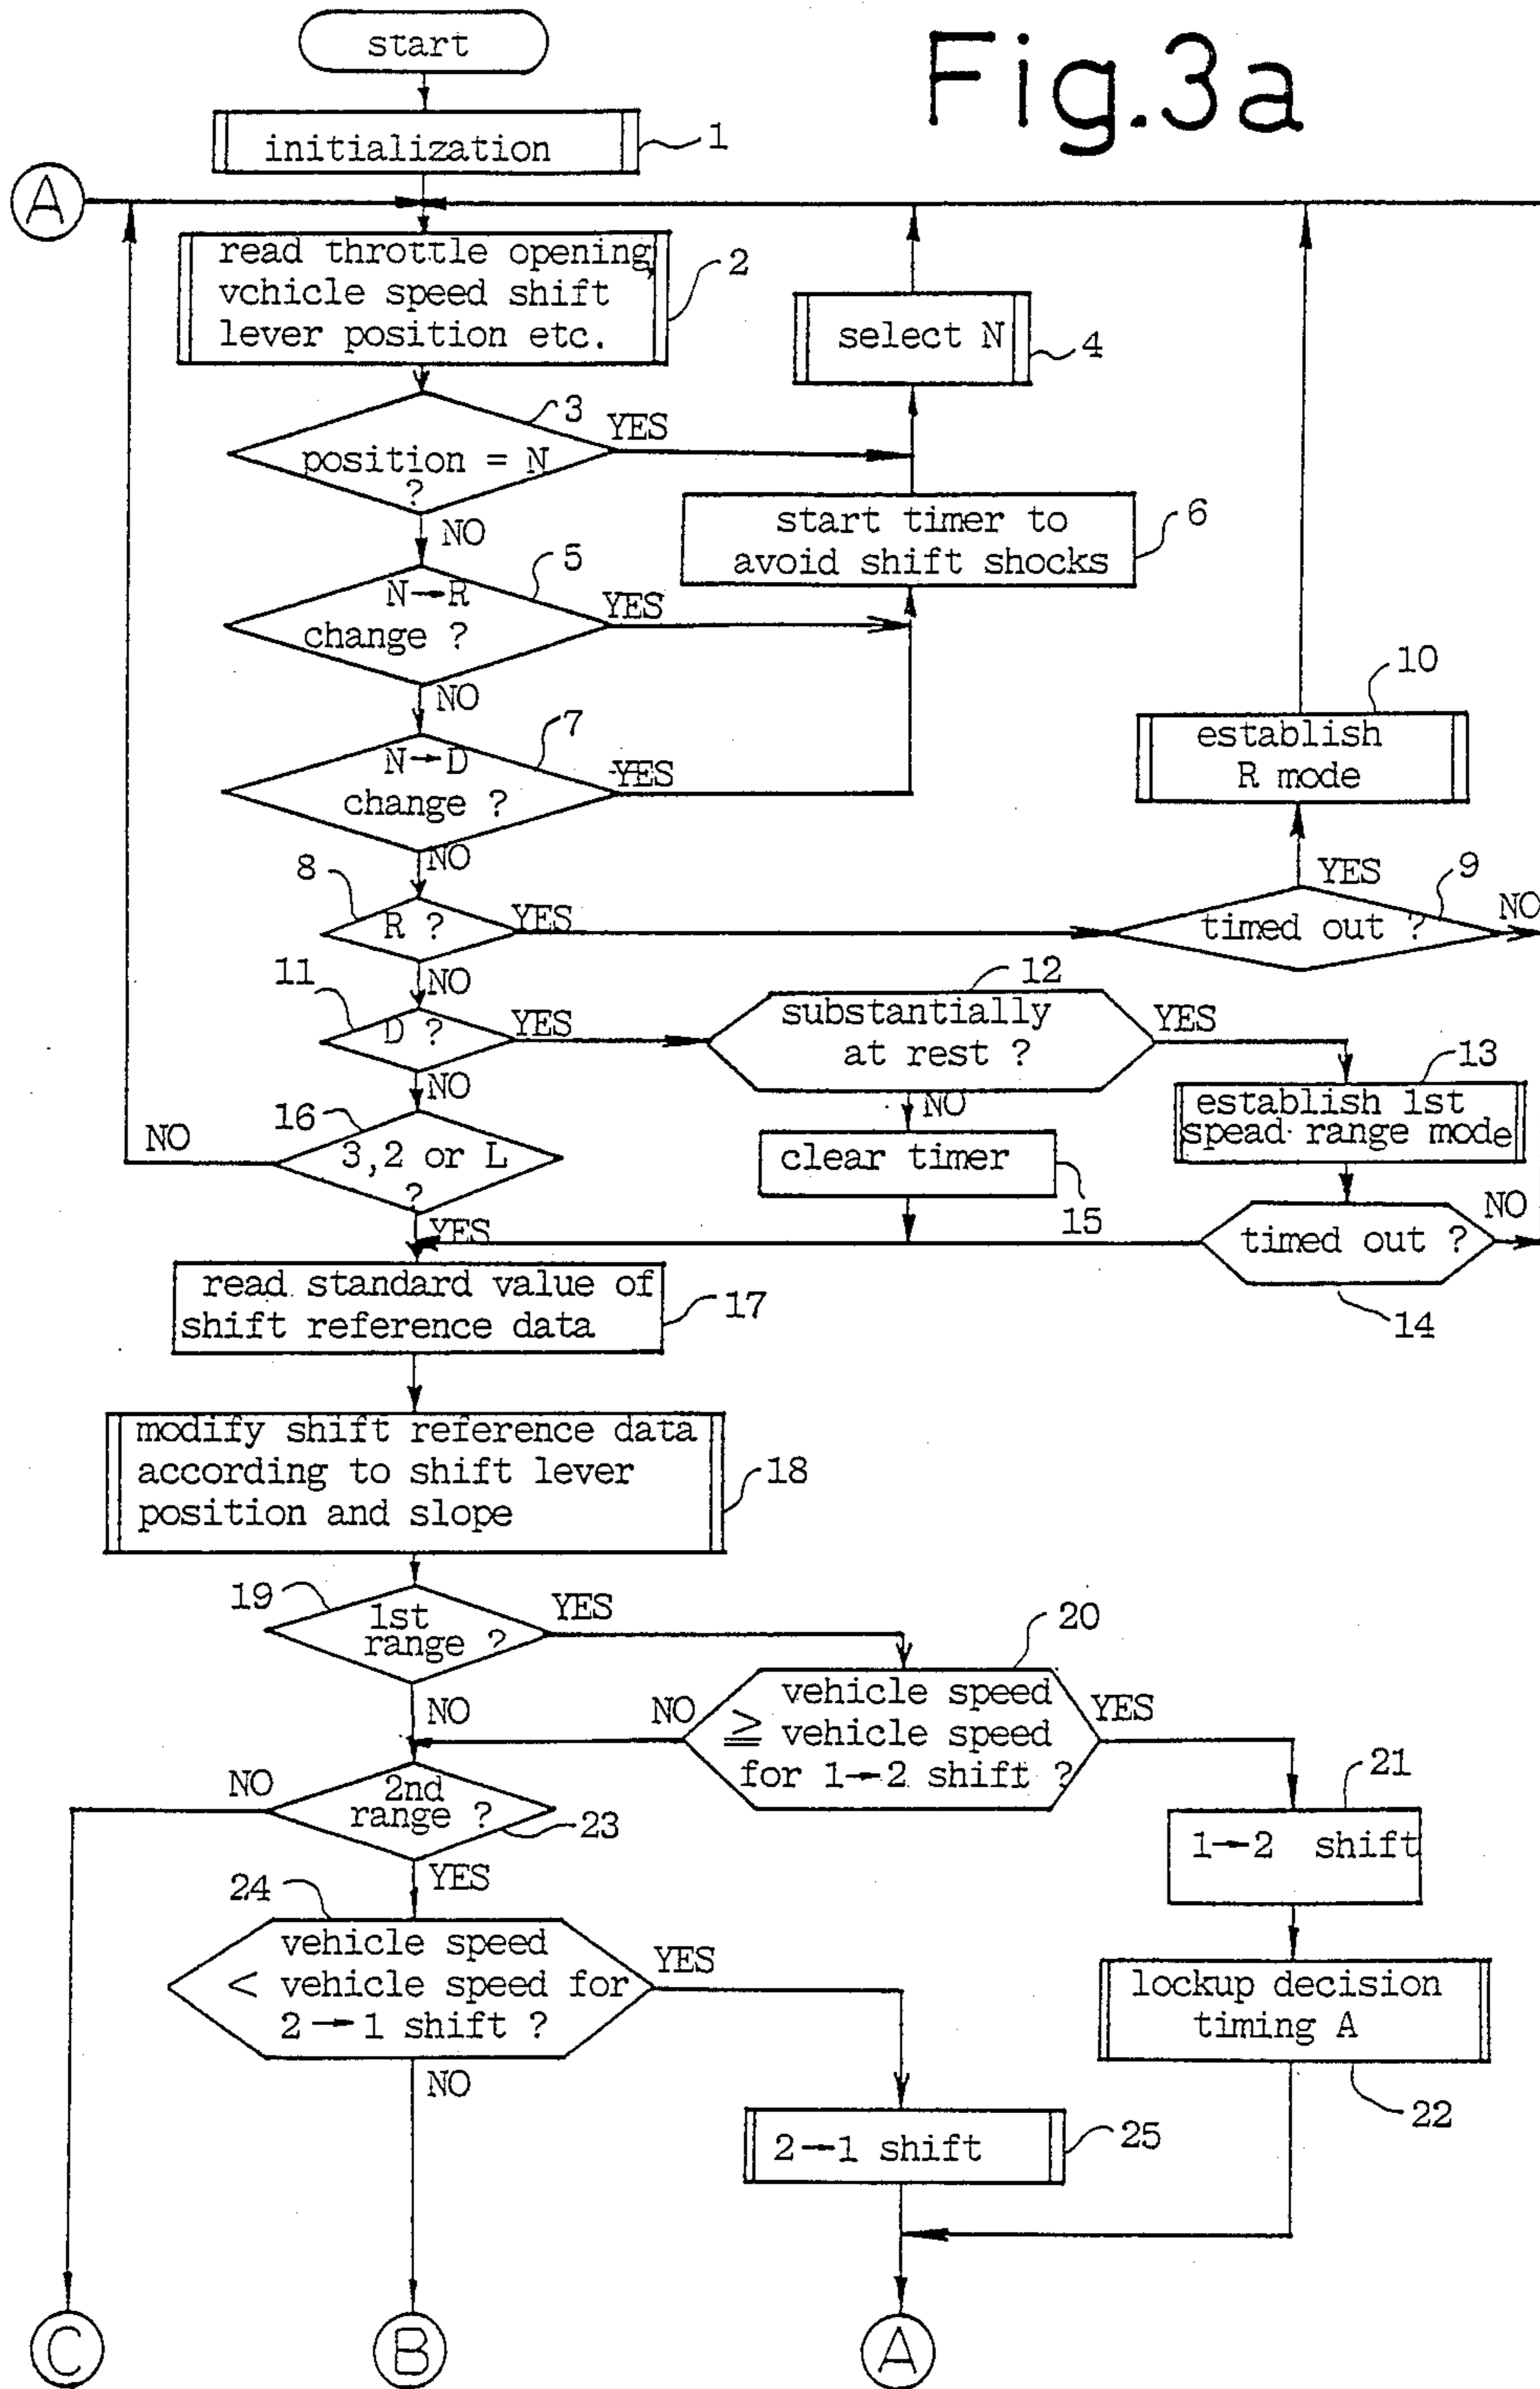 Fig.3a
start
initialization
1
A
read throttle opening,
vchicle speed shift
lever position etc.
2
select N
4
3
position = N
?
YES
NO
start timer to
avoid shift shocks
6
5
N→R
change ?
YES
NO
7
N→D
change ?
YES
NO
10
establish
R mode
8
R ?
YES
NO
YES
9
timed out ?
NO
11
D ?
YES
NO
12
substantially
at rest ?
YES
NO
13
establish 1st
spead range mode
16
3,2 or L
?
NO
YES
clear timer
15
timed out ?
NO
14
read standard value of
shift reference data
17
modify shift reference data
according to shift lever
position and slope
18
19
1st
range ?
YES
NO
20
vehicle speed
≧ vehicle speed
for 1→2 shift ?
NO
YES
21
1→2 shift
2nd
range ?
NO
23
YES
24
vehicle speed
< vehicle speed for
2→1 shift ?
YES
NO
lockup decision
timing A
22
2→1 shift
25
C
B
A